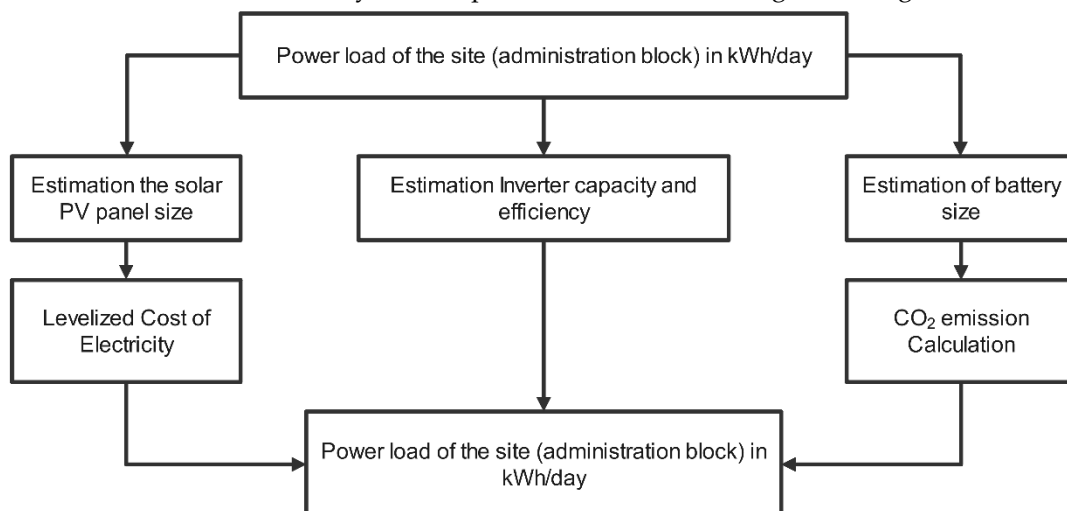 Power load of the site (administration block) in kWh/day
Estimation the solar
PV panel size
Estimation Inverter capacity and
efficiency
Estimation of battery
size
Levelized Cost of
Electricity
CO₂ emission
Calculation
Power load of the site (administration block) in
kWh/day